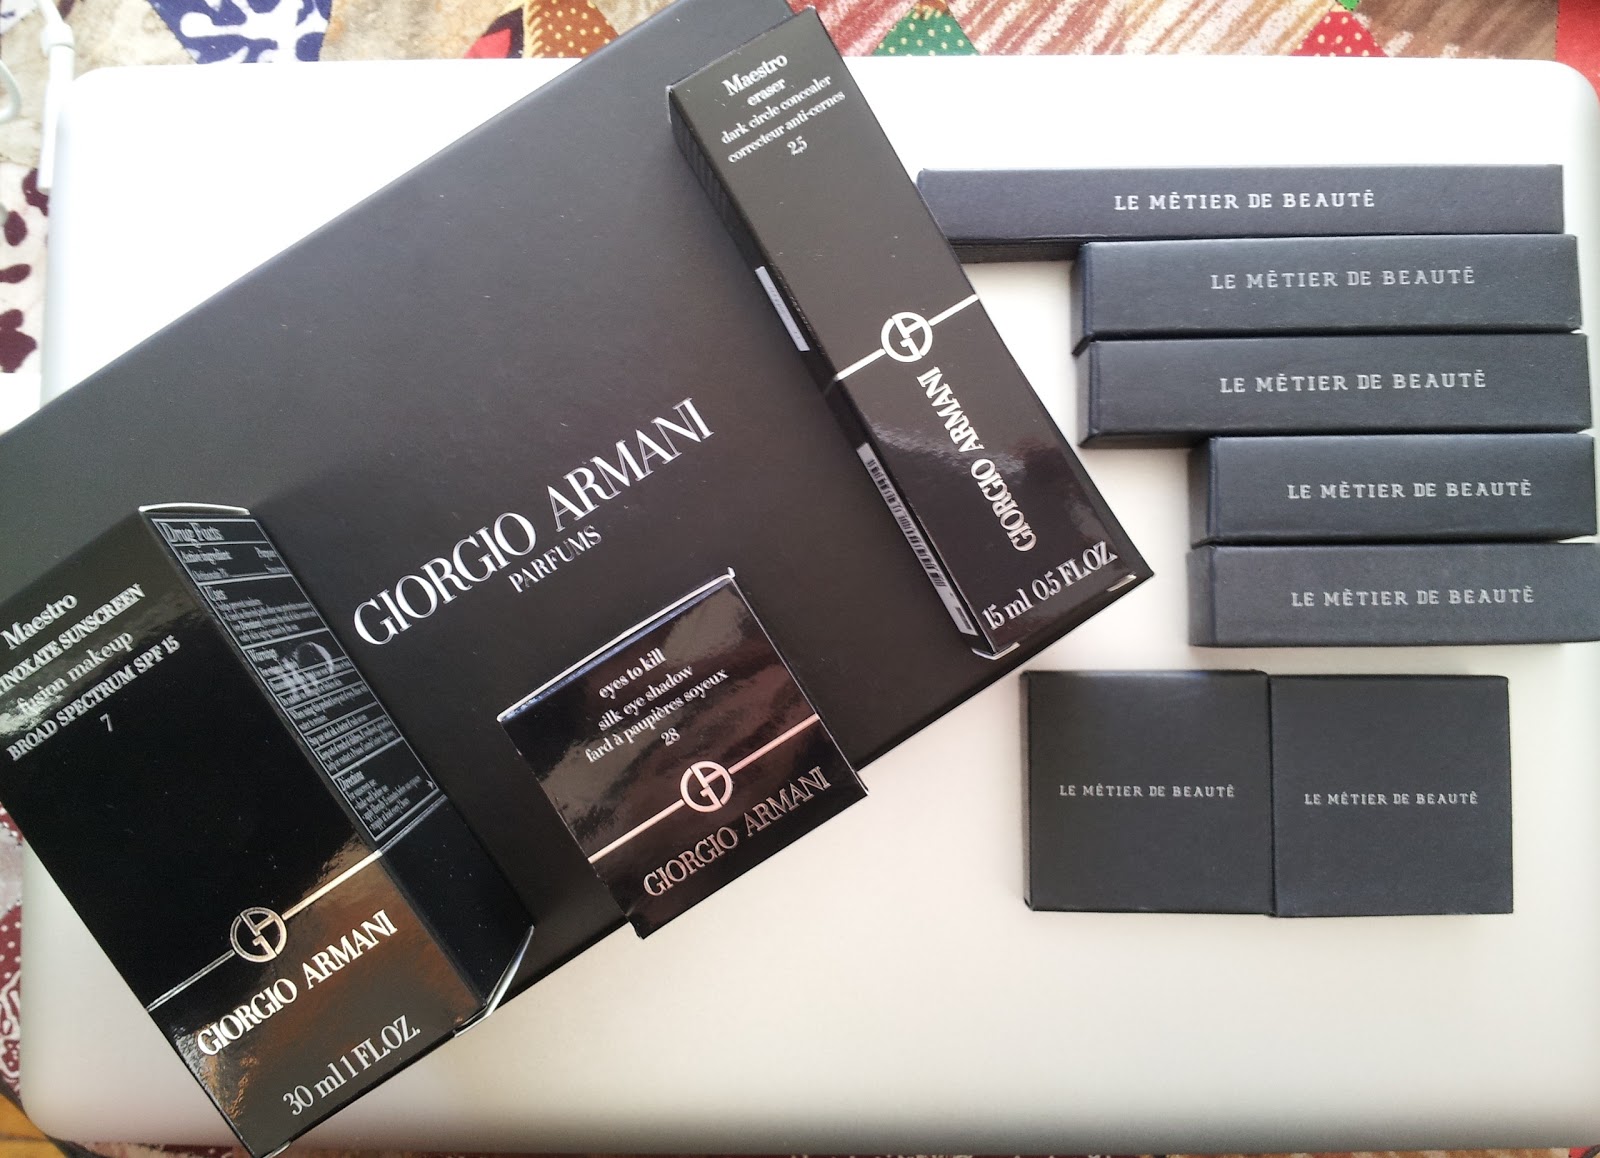 Maestro
eraser
dark circle concealer
correcteur anti-cernes
2,5
GIORGIO ARMANI
15 ml 0.5 FL.OZ.
GIORGIO ARMANI
PARFUMS
eyes to kill
silk eye shadow
fard à paupières soyeux
28
GIORGIO ARMANI
Maestro
SUNSCREEN
fusion makeup
BROAD SPECTRUM SPF 15
7
GIORGIO ARMANI
30 ml 1 FL.OZ.
Drug Facts
Active ingredient
Uses
Warnings
Directions
LE MÉTIER DE BEAUTÉ
LE MÉTIER DE BEAUTÉ
LE MÉTIER DE BEAUTÉ
LE MÉTIER DE BEAUTÉ
LE MÉTIER DE BEAUTÉ
LE MÉTIER DE BEAUTÉ
LE MÉTIER DE BEAUTÉ